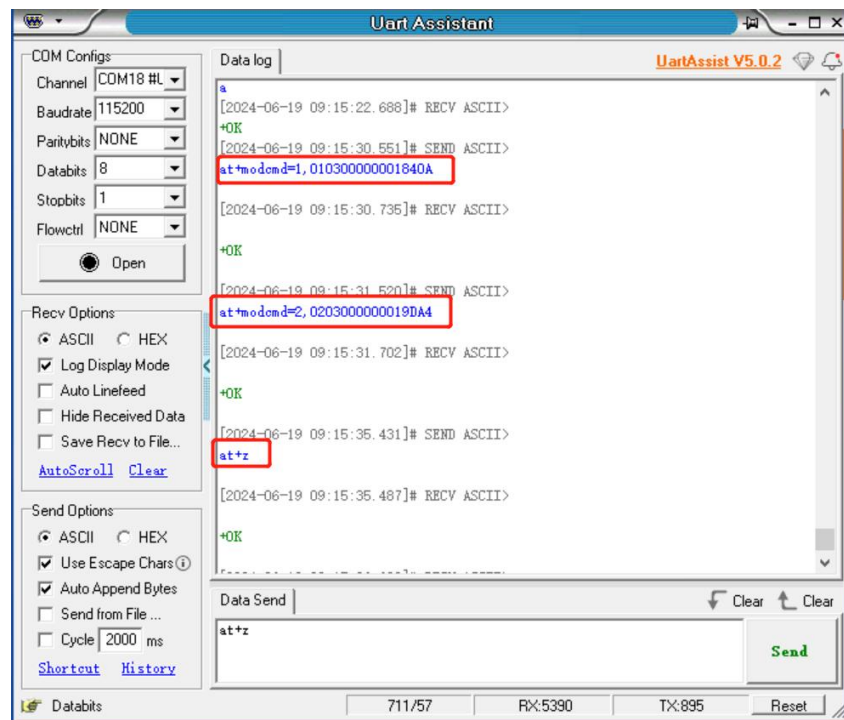 Uart Assistant
COM Configs
Channel COM18 #U
Baudrate 115200
Paritybits NONE
Databits 8
Stopbits 1
Flowctrl NONE
Open
Recv Options
ASCII HEX
Log Display Mode
Auto Linefeed
Hide Received Data
Save Recv to File...
AutoScroll Clear
Send Options
ASCII HEX
Use Escape Chars
Auto Append Bytes
Send from File ...
Cycle 2000 ms
Shortcut History
Data log
UartAssist V5.0.2
a
[2024-06-19 09:15:22.688]# RECV ASCII>
+OK
[2024-06-19 09:15:30.551]# SEND ASCII>
at+modcmd=1,010300000001840A
[2024-06-19 09:15:30.735]# RECV ASCII>
+OK
[2024-06-19 09:15:31.520]# SEND ASCII>
at+modcmd=2,0203000000019DA4
[2024-06-19 09:15:31.702]# RECV ASCII>
+OK
[2024-06-19 09:15:35.431]# SEND ASCII>
at+z
[2024-06-19 09:15:35.487]# RECV ASCII>
+OK
Data Send
Clear Clear
at+z
Send
Databits
711/57
RX:5390
TX:895
Reset